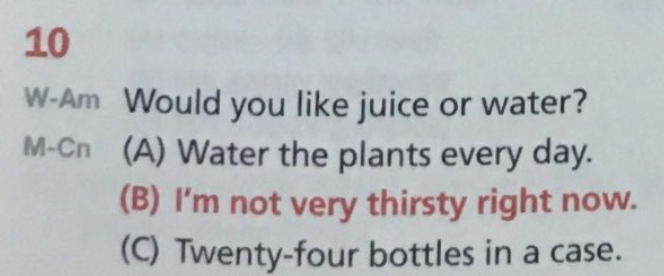 10
W-Am Would you like juice or water?
M-Cn (A) Water the plants every day.
(B) I'm not very thirsty right now.
(C) Twenty-four bottles in a case.